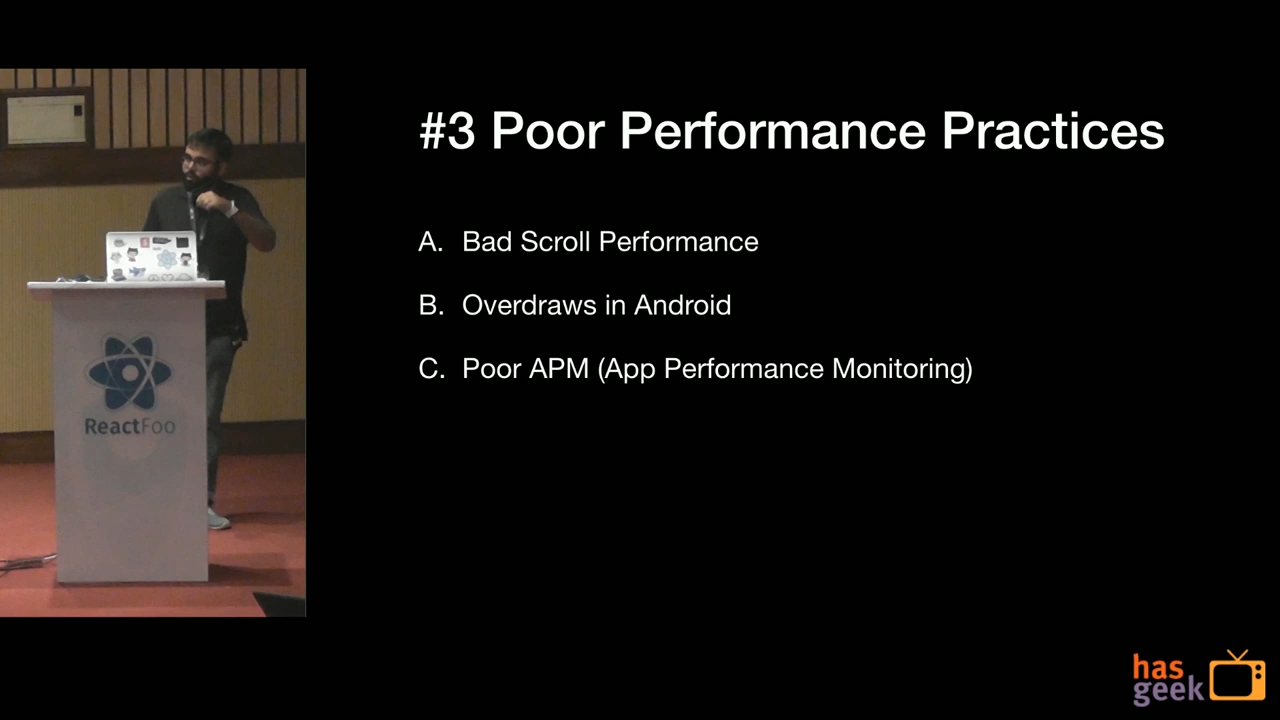 #3 Poor Performance Practices
A. Bad Scroll Performance
B. Overdraws in Android
C. Poor APM (App Performance Monitoring)
ReactFoo
has
geek